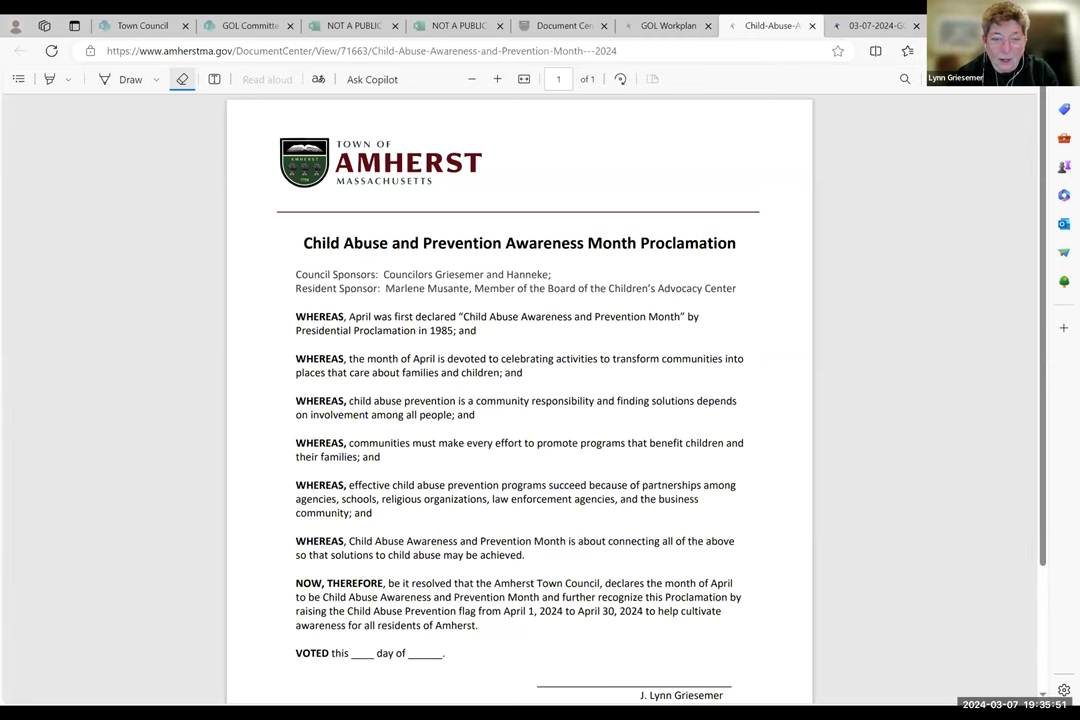 Town Council
GOL Committe
NOT A PUBLIC
NOT A PUBLIC
Document Cen
GOL Workplan
Child-Abuse-A
03-07-2024-GO
https://www.amherstma.gov/DocumentCenter/View/71663/Child-Abuse-Awareness-and-Prevention-Month---2024
Draw
Read aloud
Ask Copilot
1 of 1
Lynn Griesemer
TOWN OF
AMHERST
MASSACHUSETTS
Child Abuse and Prevention Awareness Month Proclamation
Council Sponsors: Councilors Griesemer and Hanneke;
Resident Sponsor: Marlene Musante, Member of the Board of the Children’s Advocacy Center
WHEREAS, April was first declared “Child Abuse Awareness and Prevention Month” by
Presidential Proclamation in 1985; and
WHEREAS, the month of April is devoted to celebrating activities to transform communities into
places that care about families and children; and
WHEREAS, child abuse prevention is a community responsibility and finding solutions depends
on involvement among all people; and
WHEREAS, communities must make every effort to promote programs that benefit children and
their families; and
WHEREAS, effective child abuse prevention programs succeed because of partnerships among
agencies, schools, religious organizations, law enforcement agencies, and the business
community; and
WHEREAS, Child Abuse Awareness and Prevention Month is about connecting all of the above
so that solutions to child abuse may be achieved.
NOW, THEREFORE, be it resolved that the Amherst Town Council, declares the month of April
to be Child Abuse Awareness and Prevention Month and further recognize this Proclamation by
raising the Child Abuse Prevention flag from April 1, 2024 to April 30, 2024 to help cultivate
awareness for all residents of Amherst.
VOTED this ____ day of ______.
J. Lynn Griesemer
2024-03-07 19:35:51